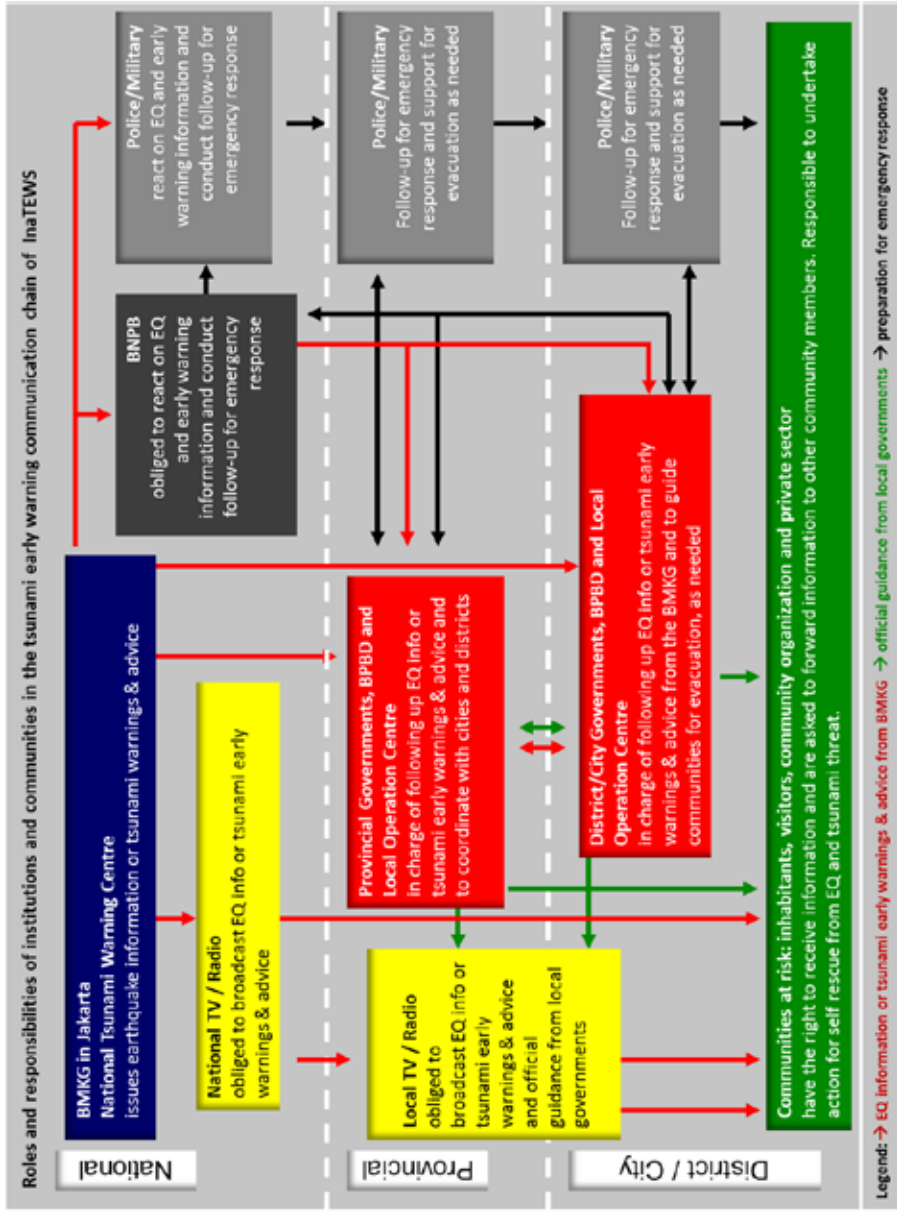 Roles and responsibilities of institutions and communities in the tsunami early warning communication chain of InaTEWS
National
BMKG in Jakarta
National Tsunami Warning Centre
issues earthquake information or tsunami warnings & advice
National TV / Radio
obliged to broadcast EQ info or tsunami early
warnings & advice
BNPB
obliged to react on EQ
and early warning
information and conduct
follow-up for emergency
response
Police/Military
react on EQ and early
warning information and
conduct follow-up for
emergency response
Provincial
Local TV / Radio
obliged to
broadcast EQ info or
tsunami early
warnings & advice
and official
guidance from local
governments
Provincial Governments, BPBD and
Local Operation Centre
in charge of following up EQ info or
tsunami early warnings & advice and
to coordinate with cities and districts
Police/Military
Follow-up for emergency
response and support for
evacuation as needed
District / City
District/City Governments, BPBD and Local
Operation Centre
in charge of following up EQ info or tsunami early
warnings & advice from the BMKG and to guide
communities for evacuation, as needed
Police/Military
Follow-up for emergency
response and support for
evacuation as needed
Communities at risk: inhabitants, visitors, community organization and private sector
have the right to receive information and are asked to forward information to other community members. Responsible to undertake
action for self rescue from EQ and tsunami threat.
Legend: → EQ information or tsunami early warnings & advice from BMKG → official guidance from local governments → preparation for emergency response